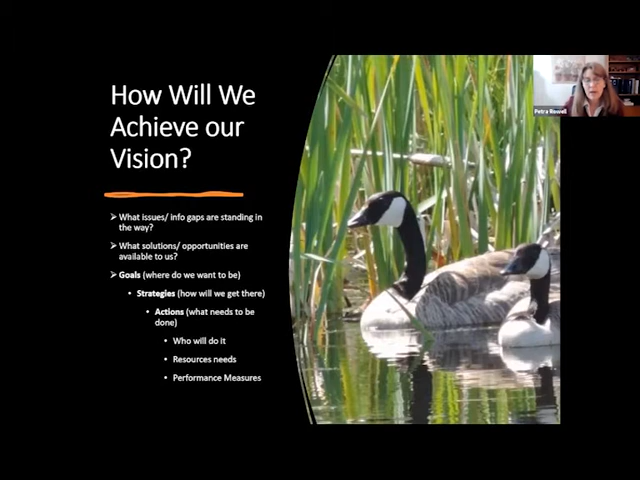 How Will We
Achieve our
Vision?
Petra Rowell
➢ What issues/ info gaps are standing in
the way?
➢ What solutions/ opportunities are
available to us?
➢ Goals (where do we want to be)
• Strategies (how will we get there)
• Actions (what needs to be
done)
• Who will do it
• Resources needs
• Performance Measures